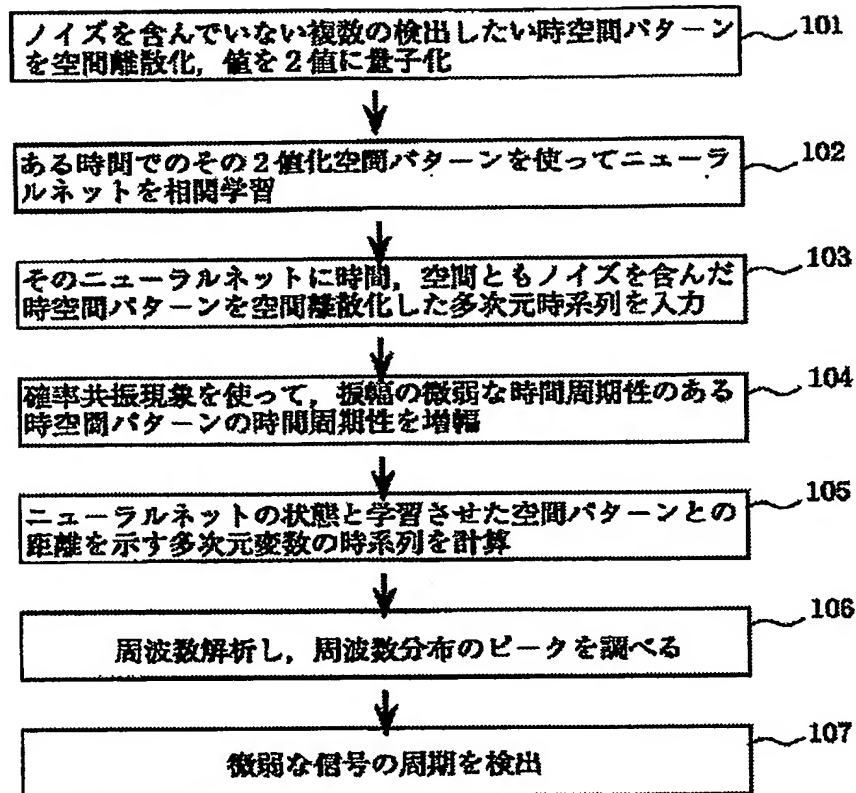 ノイズを含んでいない複数の検出したい時空間パターン
を空間離散化，値を２値に量子化
101
ある時間でのその２値化空間パターンを使ってニューラ
ルネットを相関学習
102
そのニューラルネットに時間，空間ともノイズを含んだ
時空間パターンを空間離散化した多次元時系列を入力
103
確率共振現象を使って，振幅の微弱な時間周期性のある
時空間パターンの時間周期性を増幅
104
ニューラルネットの状態と学習させた空間パターンとの
距離を示す多次元変数の時系列を計算
105
周波数解析し，周波数分布のピークを調べる
106
微弱な信号の周期を検出
107